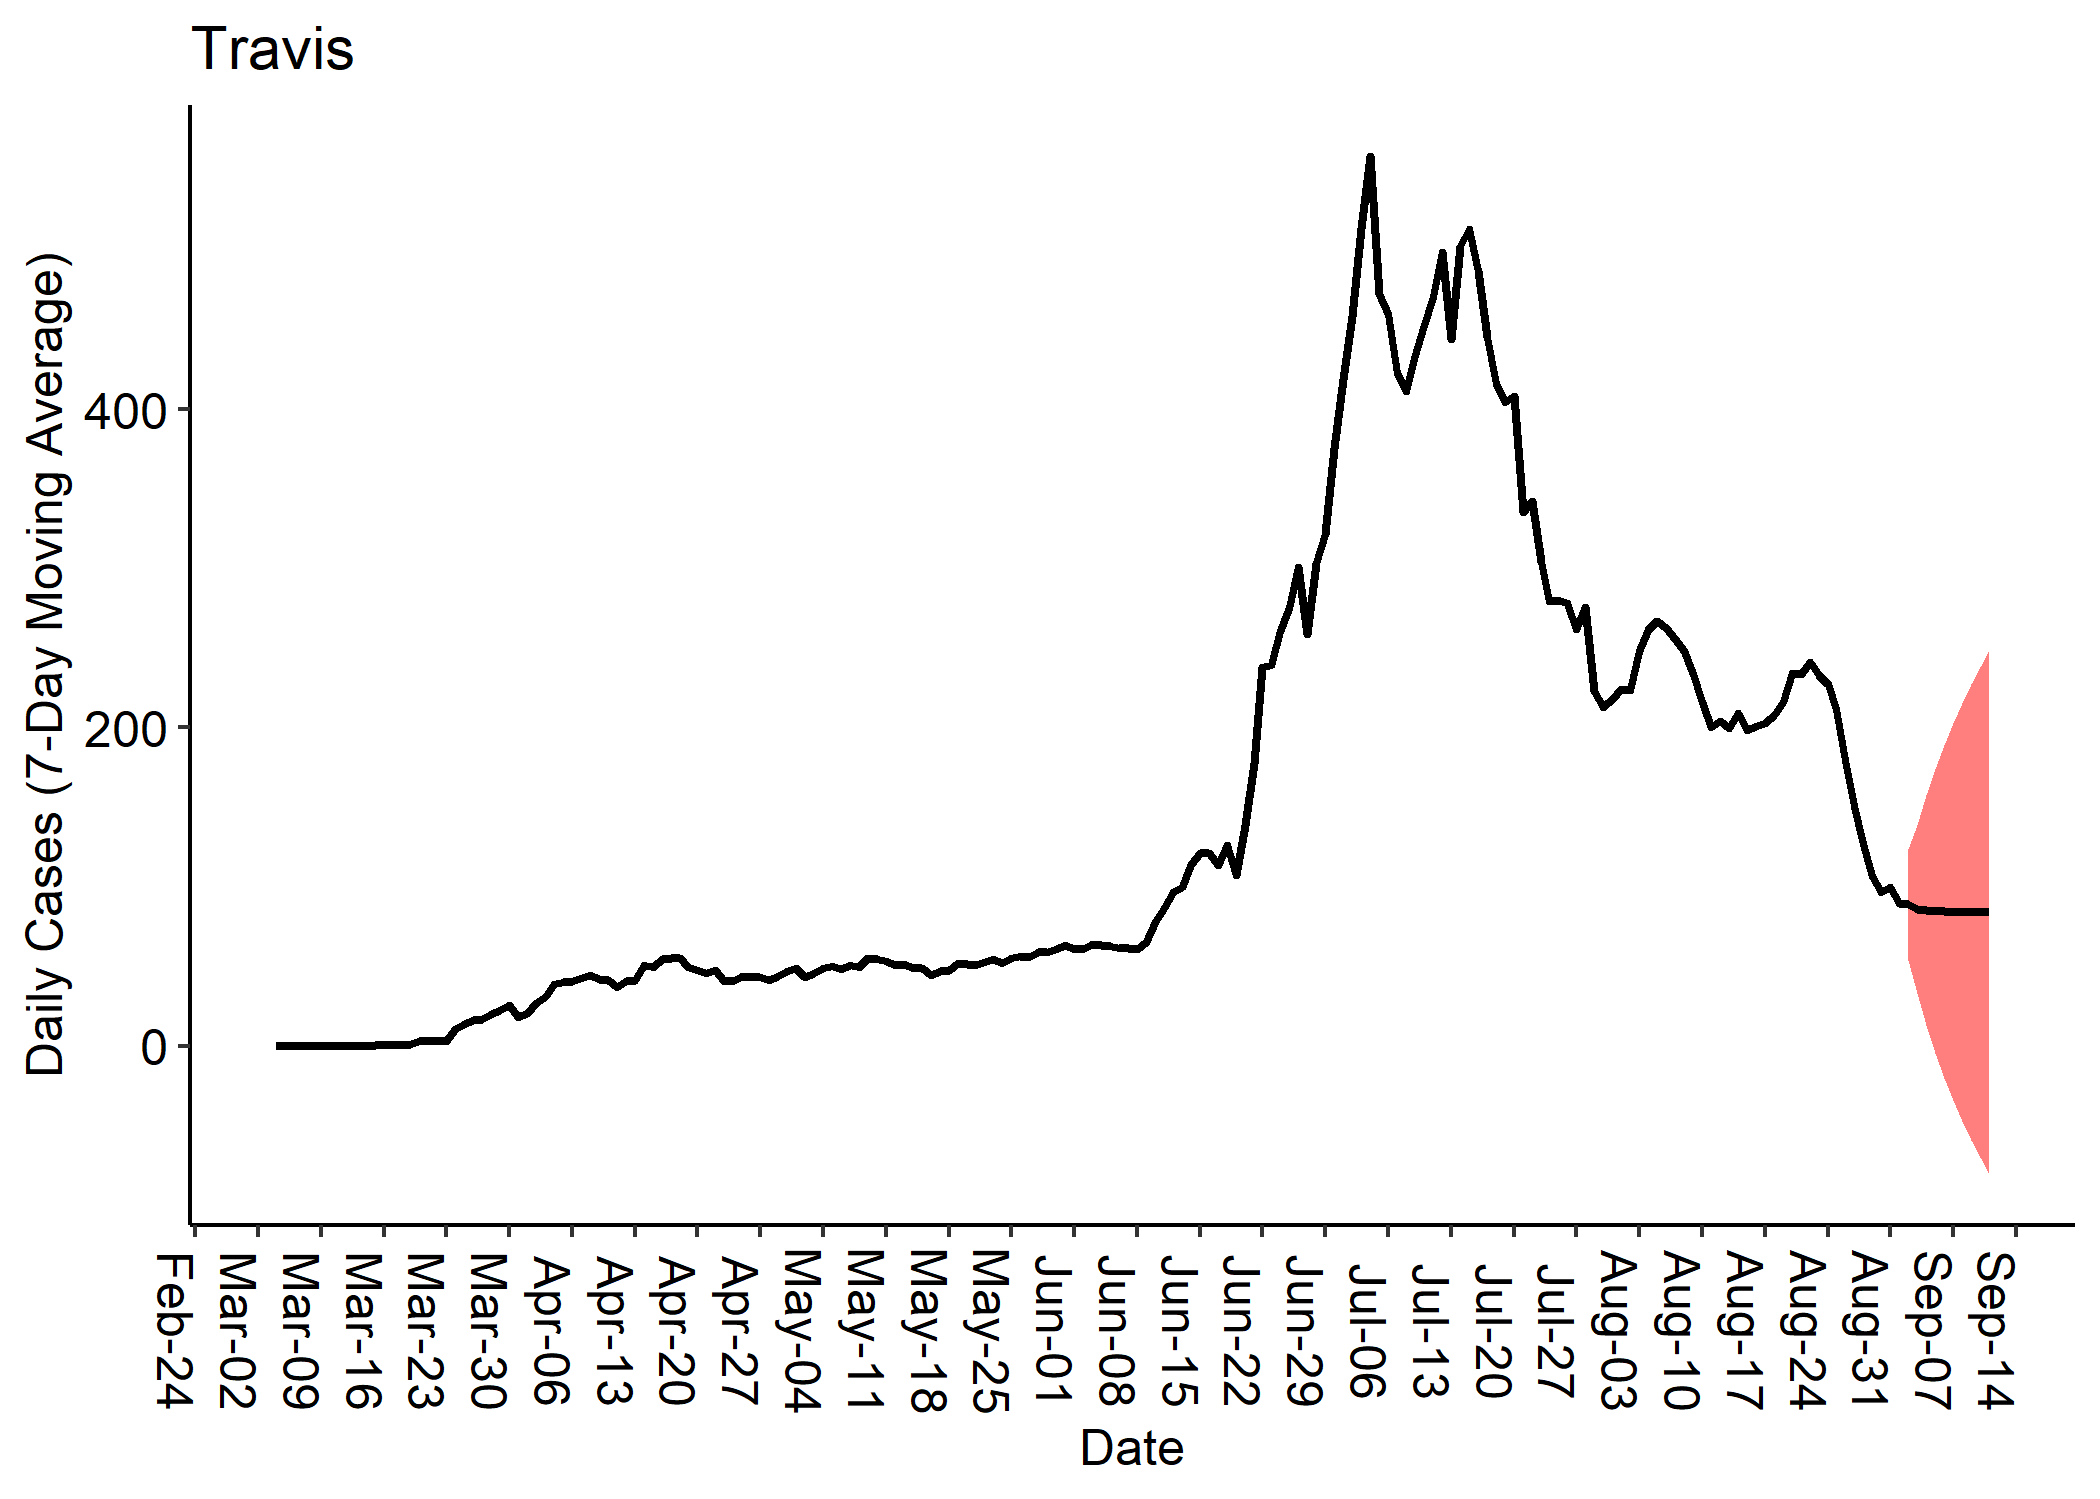 Travis
Daily Cases (7-Day Moving Average)
400
200
0
Feb-24
Mar-02
Mar-09
Mar-16
Mar-23
Mar-30
Apr-06
Apr-13
Apr-20
Apr-27
May-04
May-11
May-18
May-25
Jun-01
Jun-08
Jun-15
Jun-22
Jun-29
Jul-06
Jul-13
Jul-20
Jul-27
Aug-03
Aug-10
Aug-17
Aug-24
Aug-31
Sep-07
Sep-14
Date